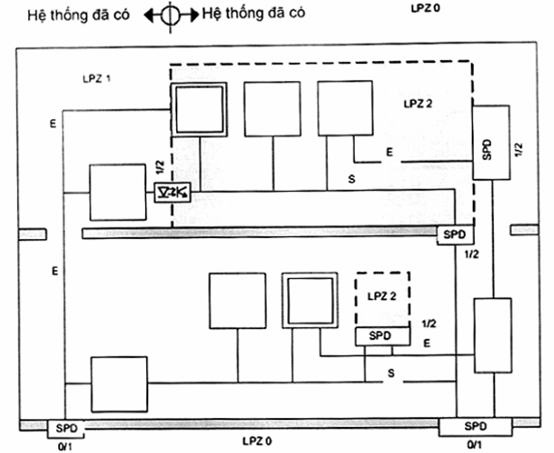 Hệ thống đã có Hệ thống đã có LPZ 0
LPZ 1
LPZ 2
E
E
SPD
1/2
1/2
S
SPD
1/2
E
LPZ 2
SPD
1/2
E
S
SPD
0/1
LPZ 0
SPD
0/1